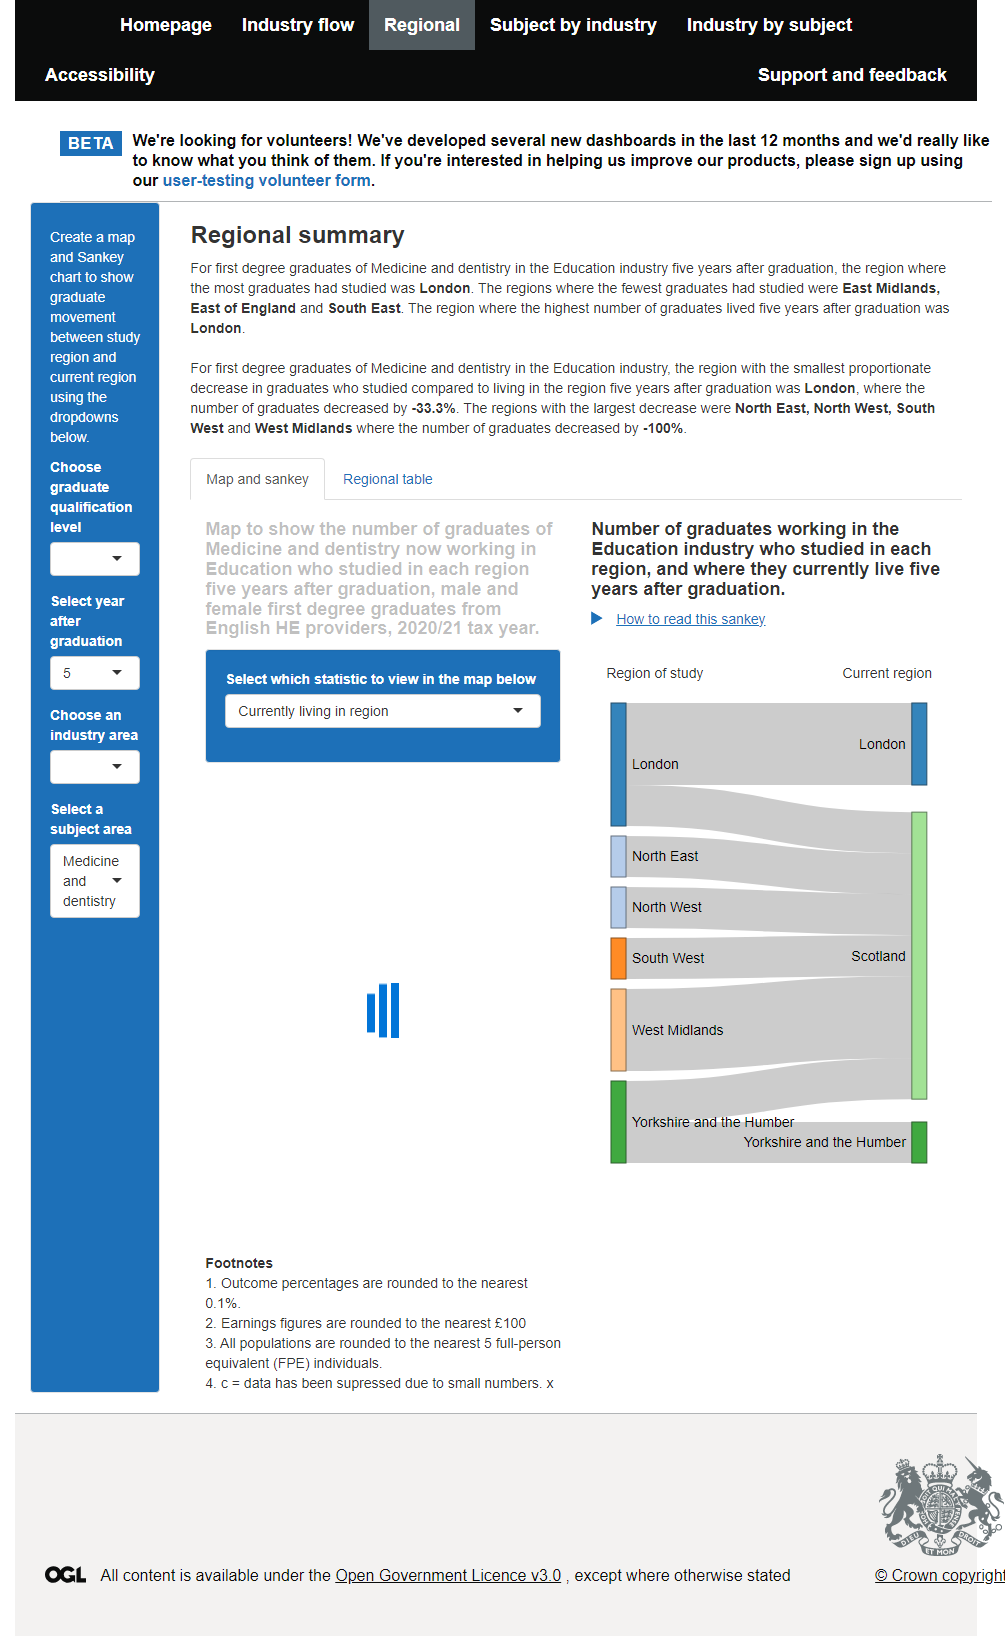 Homepage
Industry flow
Regional
Subject by industry
Industry by subject
Accessibility
Support and feedback
BETA
We're looking for volunteers! We've developed several new dashboards in the last 12 months and we'd really like
to know what you think of them. If you're interested in helping us improve our products, please sign up using
our user-testing volunteer form.
Create a map
and Sankey
chart to show
graduate
movement
between study
region and
current region
using the
dropdowns
below.
Choose
graduate
qualification
level
Select year
after
graduation
5
Choose an
industry area
Select a
subject area
Medicine
and
dentistry
Regional summary
For first degree graduates of Medicine and dentistry in the Education industry five years after graduation, the region where
the most graduates had studied was London. The regions where the fewest graduates had studied were East Midlands,
East of England and South East. The region where the highest number of graduates lived five years after graduation was
London.
For first degree graduates of Medicine and dentistry in the Education industry, the region with the smallest proportionate
decrease in graduates who studied compared to living in the region five years after graduation was London, where the
number of graduates decreased by -33.3%. The regions with the largest decrease were North East, North West, South
West and West Midlands where the number of graduates decreased by -100%.
Map and sankey
Regional table
Map to show the number of graduates of
Medicine and dentistry now working in
Education who studied in each region
five years after graduation, male and
female first degree graduates from
English HE providers, 2020/21 tax year.
Select which statistic to view in the map below
Currently living in region
Number of graduates working in the
Education industry who studied in each
region, and where they currently live five
years after graduation.
How to read this sankey
Region of study
Current region
London
London
North East
North West
South West
Scotland
West Midlands
Yorkshire and the Humber
Yorkshire and the Humber
Footnotes
1. Outcome percentages are rounded to the nearest
0.1%.
2. Earnings figures are rounded to the nearest £100
3. All populations are rounded to the nearest 5 full-person
equivalent (FPE) individuals.
4. c = data has been supressed due to small numbers. x
DIEU ET MON DROIT
OGL
All content is available under the Open Government Licence v3.0 , except where otherwise stated
© Crown copyright